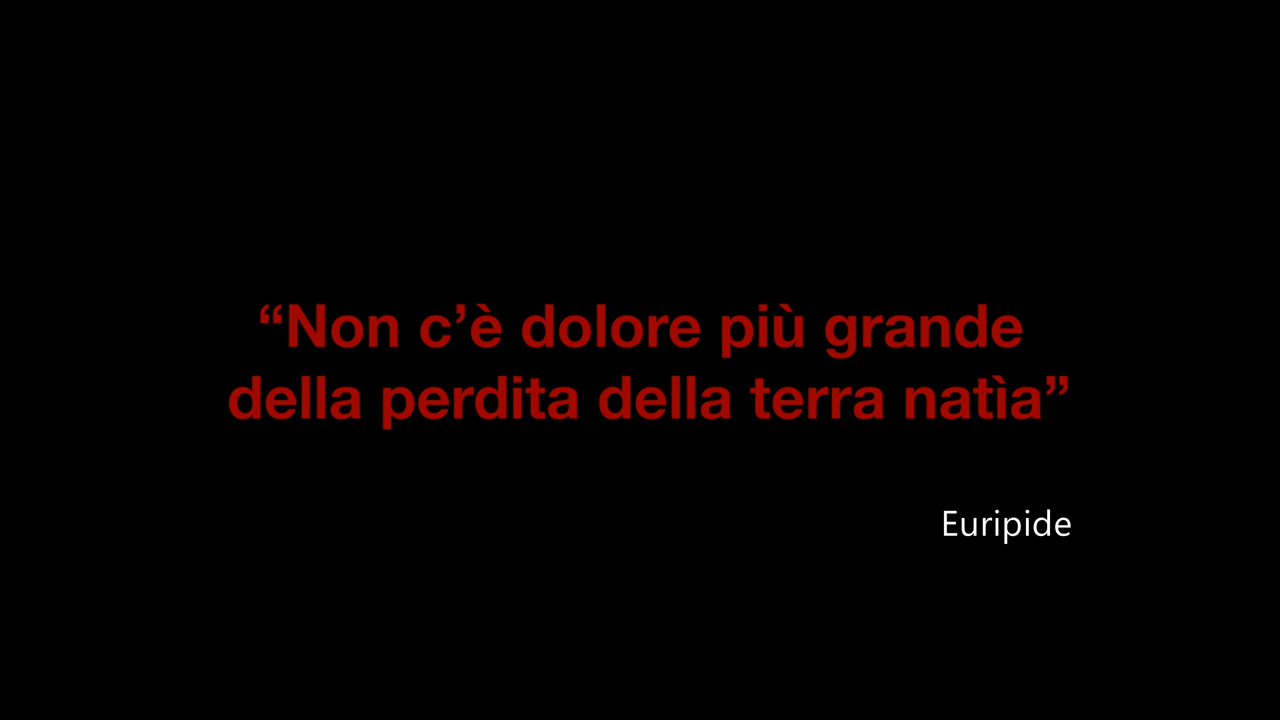 “Non c’è dolore più grande
della perdita della terra natìa”
Euripide